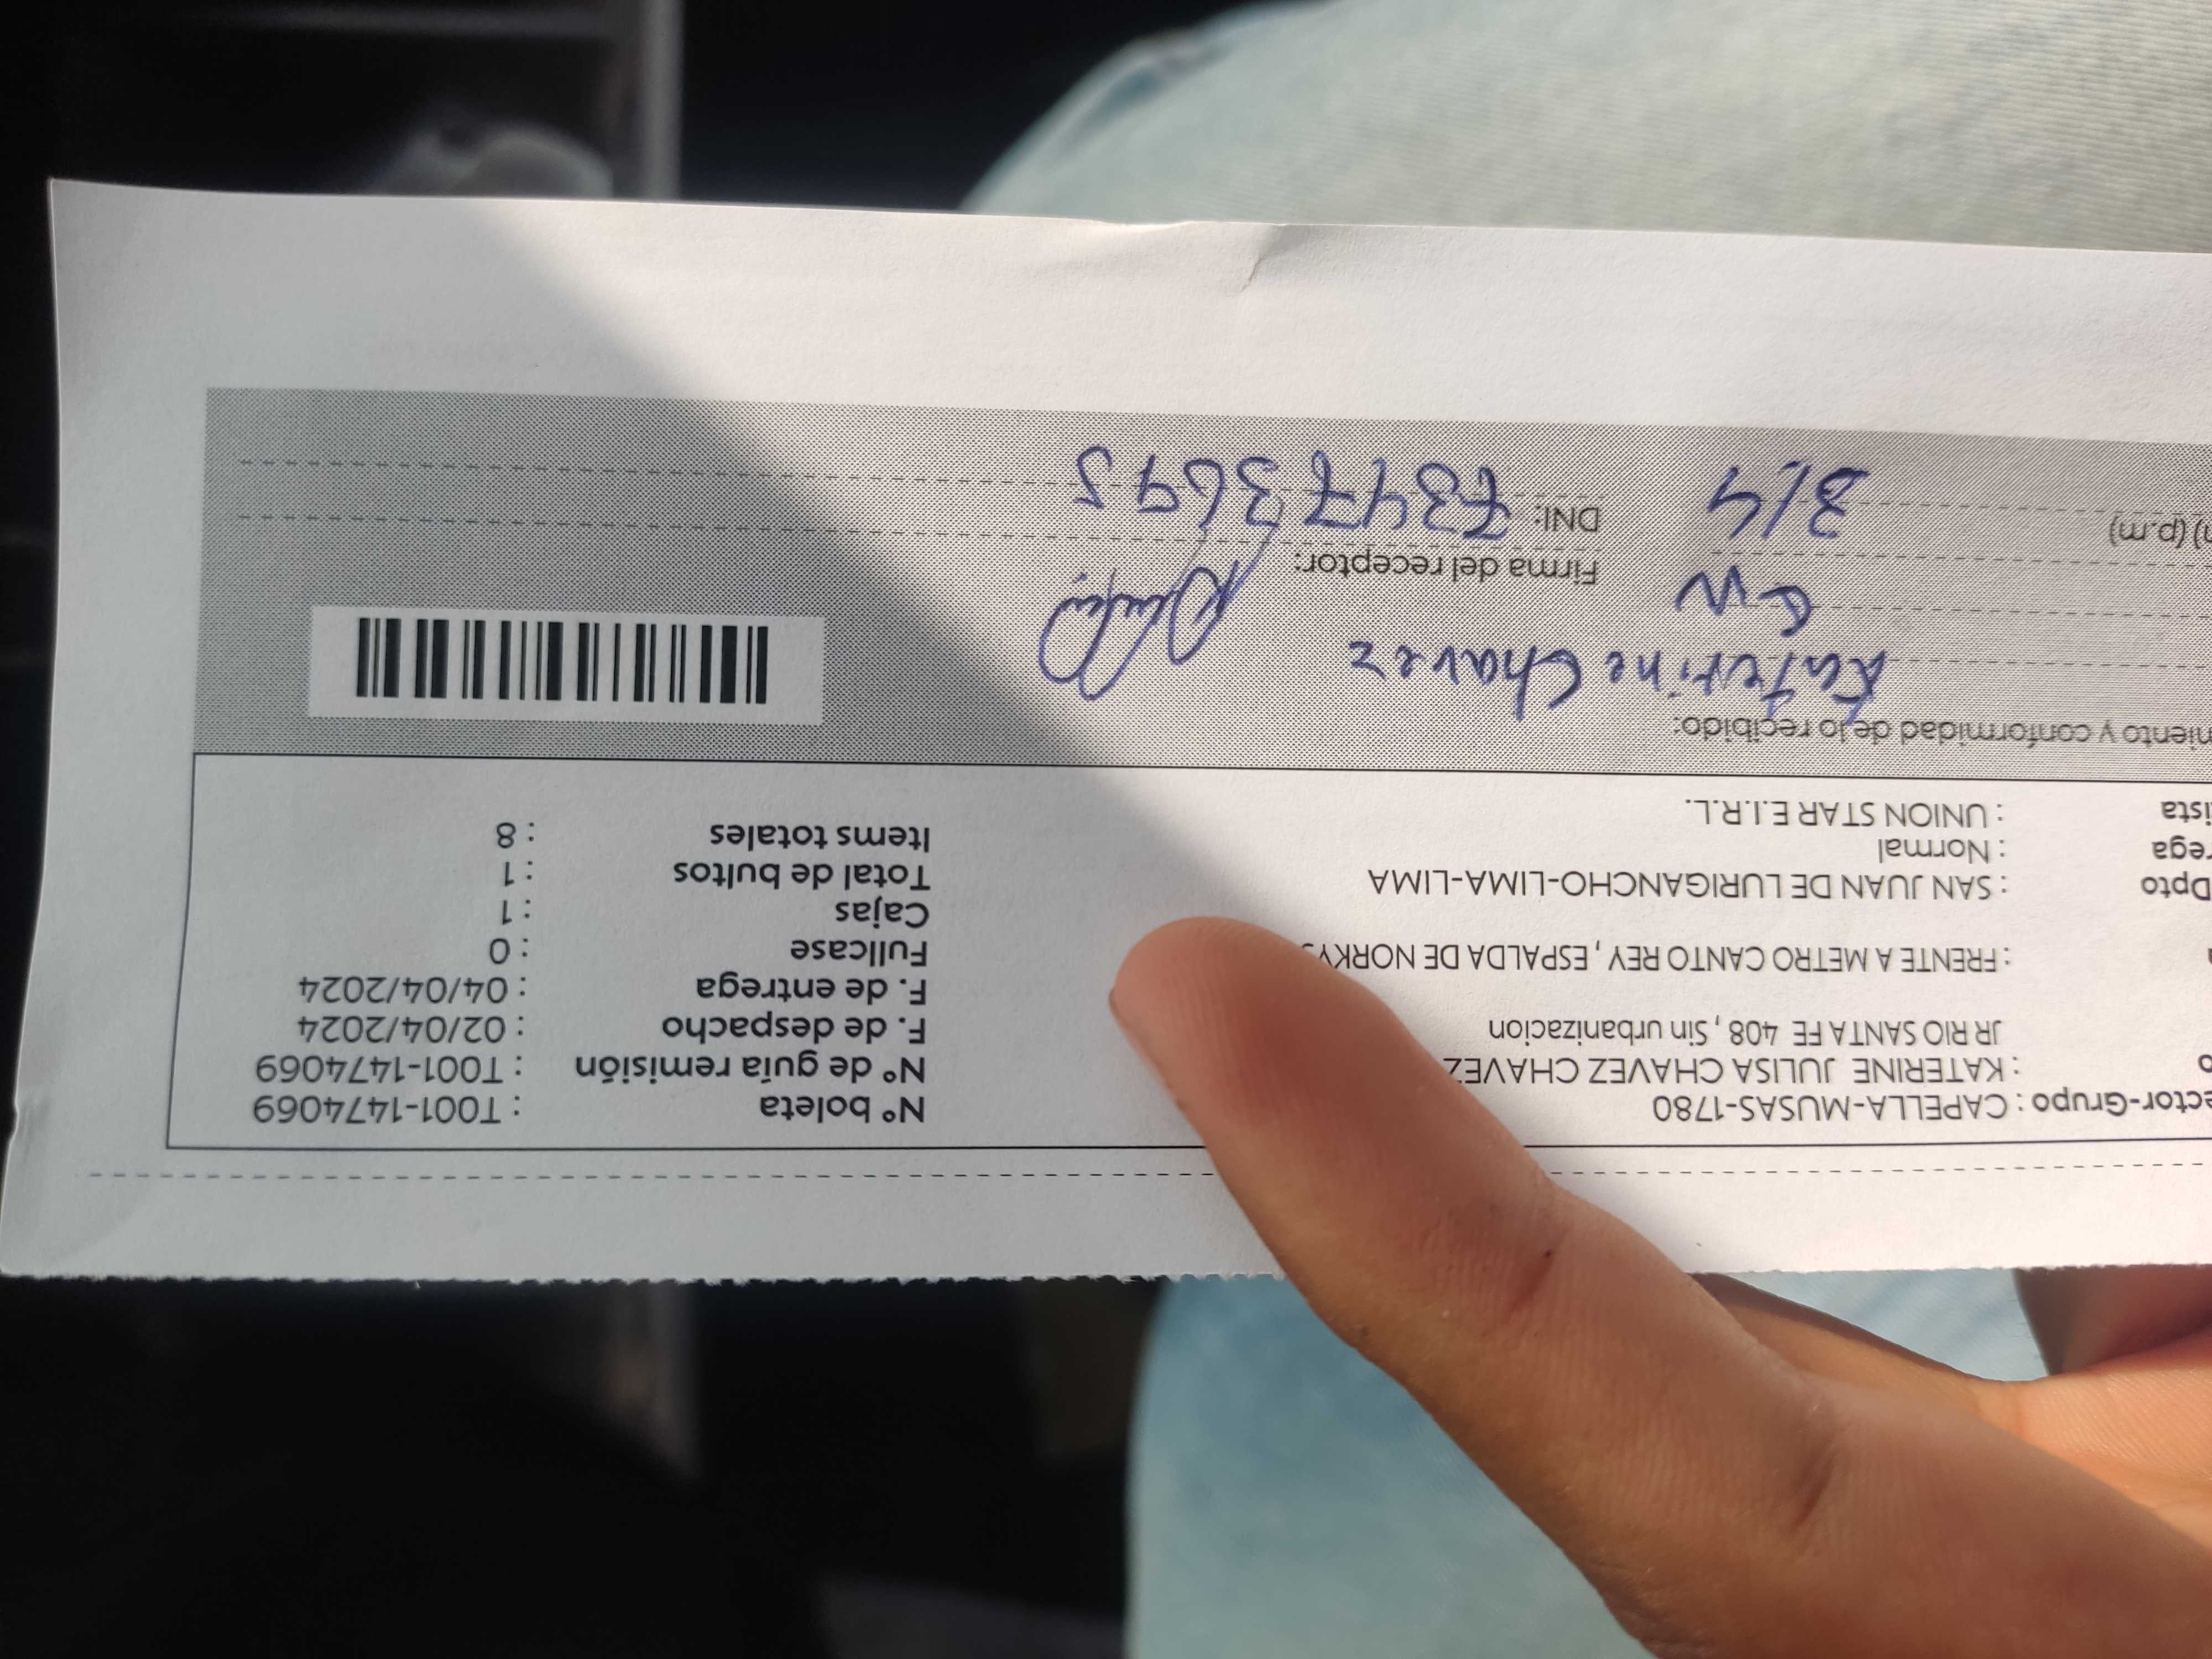 ector-Grupo : CAPELLA-MUSAS-1780
o : KATERINE JULISA CHAVEZ CHAVEZ
JR RIO SANTA FE 408 , Sin urbanizacion
: FRENTE A METRO CANTO REY , ESPALDA DE NORKYS
Dpto : SAN JUAN DE LURIGANCHO-LIMA-LIMA
rega : Normal
ista : UNION STAR E.I.R.L.
N° boleta : T001-1474069
N° de guía remisión : T001-1474069
F. de despacho : 02/04/2024
F. de entrega : 04/04/2024
Fullcase : 0
Cajas : 1
Total de bultos : 1
Items totales : 8
miento y conformidad de lo recibido:
Katerine Chavez
Firma del receptor:
) (p.m) 3/4
DNI: